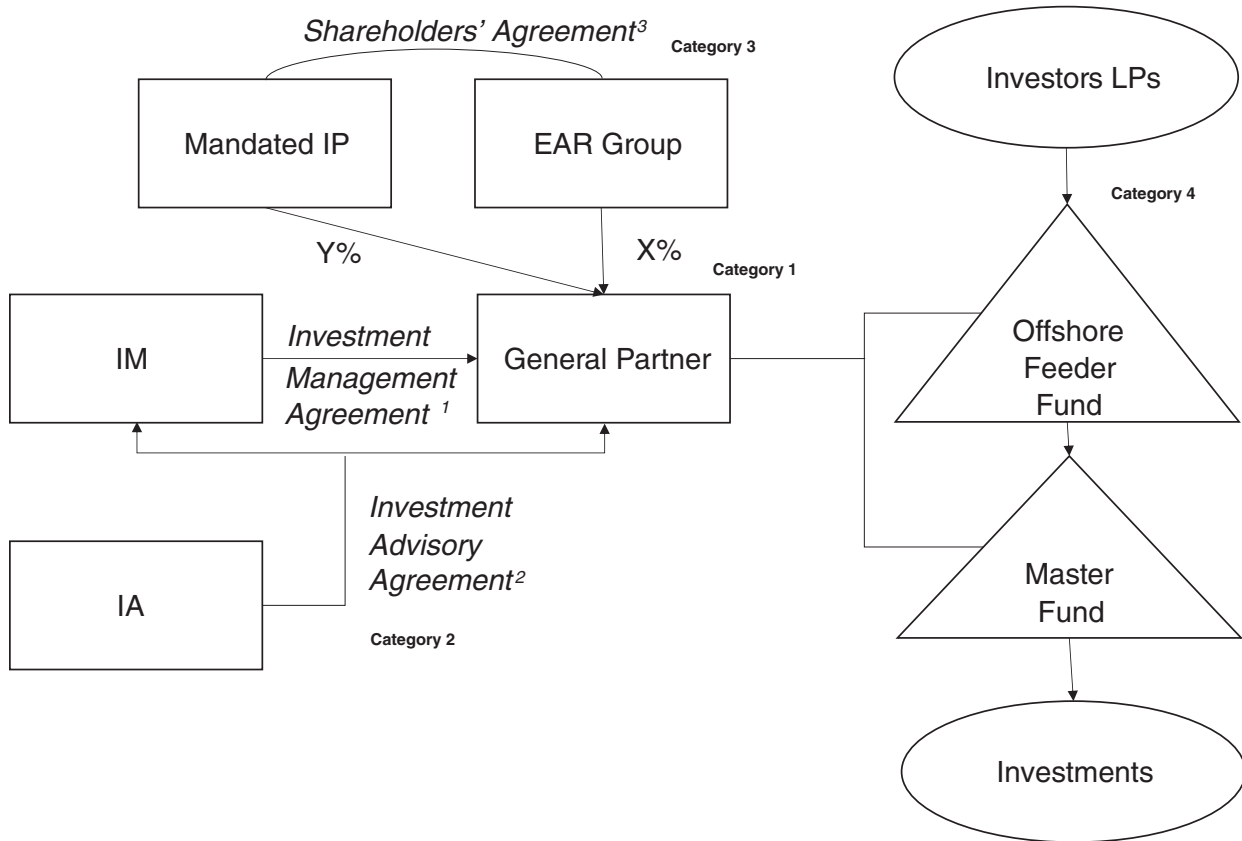 Shareholders’ Agreement³
Category 3
Mandated IP
EAR Group
Investors LPs
Category 4
Y%
X%
Category 1
IM
Investment
Management
Agreement ¹
General Partner
Offshore
Feeder
Fund
Investment
Advisory
Agreement²
IA
Category 2
Master
Fund
Investments